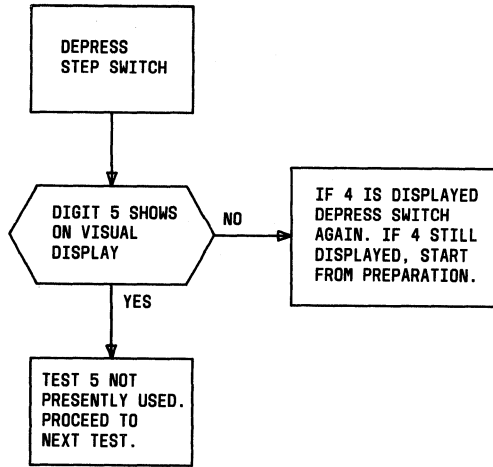 DEPRESS
STEP SWITCH
DIGIT 5 SHOWS
ON VISUAL
DISPLAY
NO
IF 4 IS DISPLAYED
DEPRESS SWITCH
AGAIN. IF 4 STILL
DISPLAYED, START
FROM PREPARATION.
YES
TEST 5 NOT
PRESENTLY USED.
PROCEED TO
NEXT TEST.